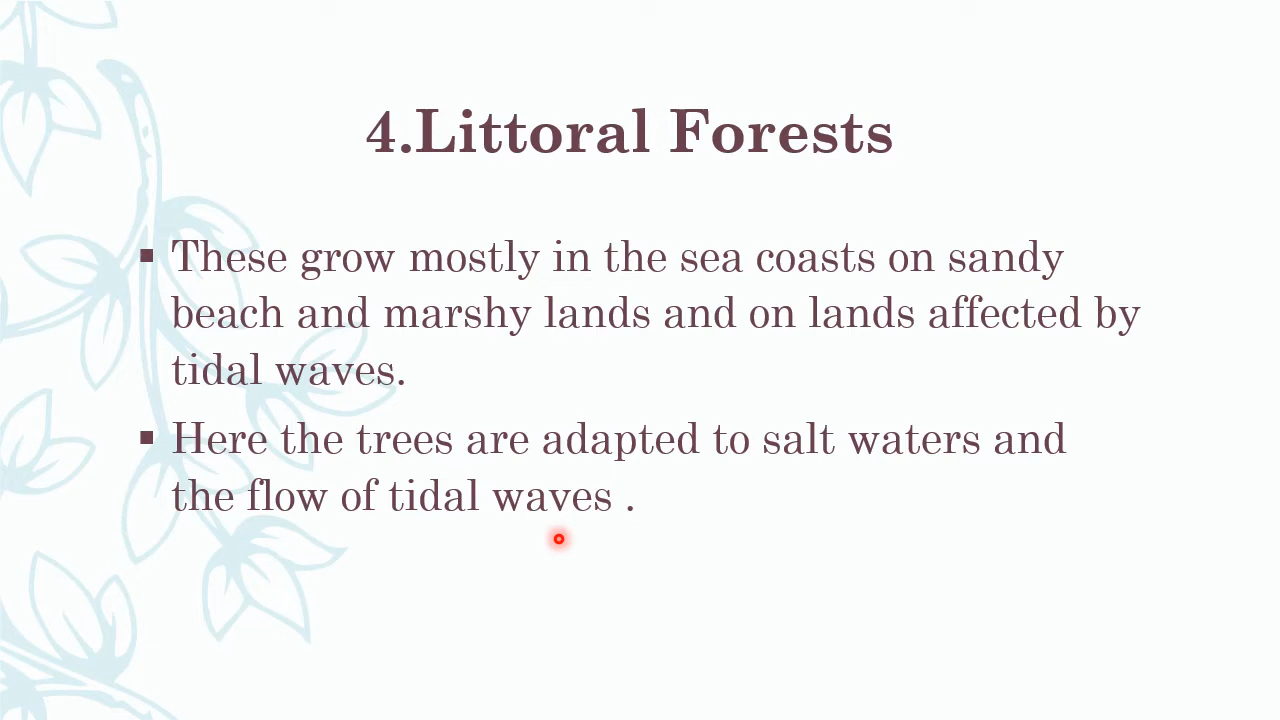 4.Littoral Forests
▪ These grow mostly in the sea coasts on sandy
beach and marshy lands and on lands affected by
tidal waves.
▪ Here the trees are adapted to salt waters and
the flow of tidal waves .